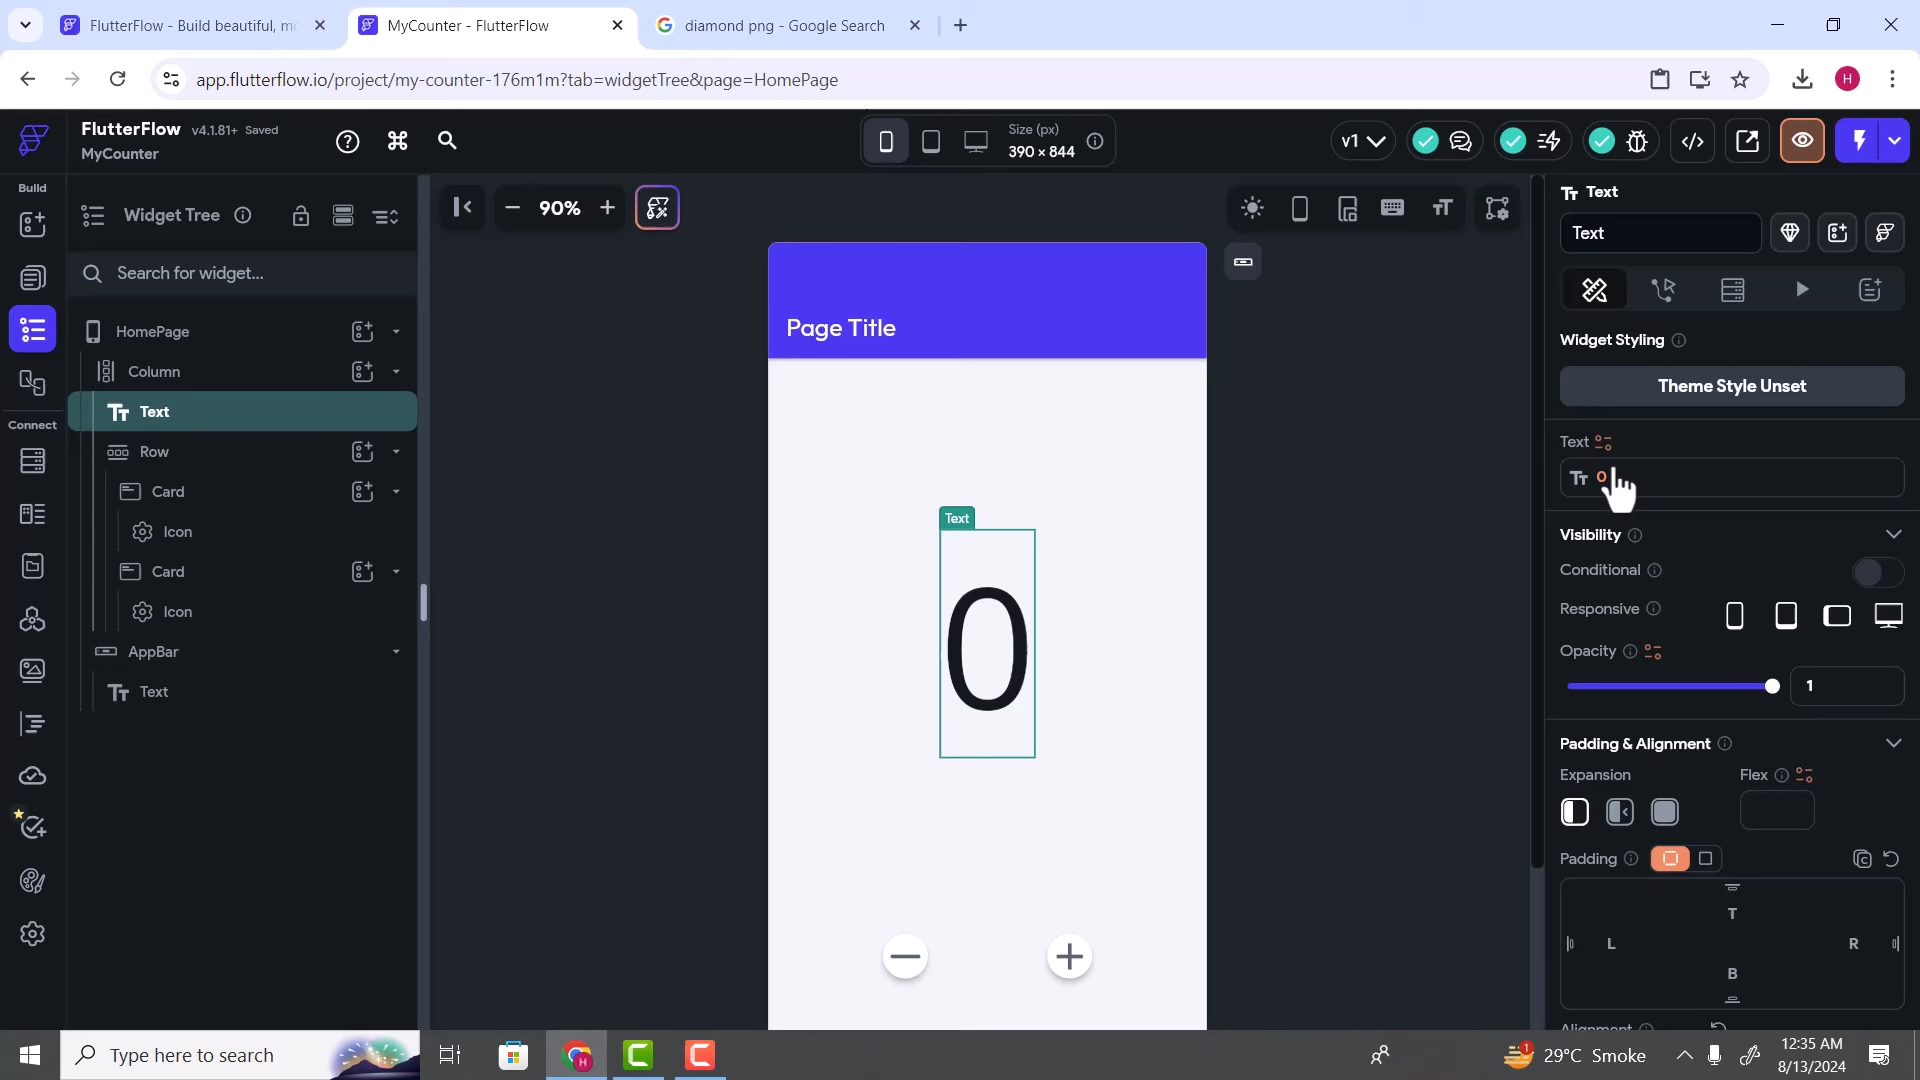 FlutterFlow - Build beautiful, mo
MyCounter - FlutterFlow
diamond png - Google Search
app.flutterflow.io/project/my-counter-176m1m?tab=widgetTree&page=HomePage
H
FlutterFlow v4.1.81+ Saved
MyCounter
Size (px)
390 × 844
v1
Build
Widget Tree
90%
Text
Text
Search for widget...
HomePage
Column
Text
Row
Card
Icon
Card
Icon
AppBar
Text
Connect
Page Title
Text
0
Widget Styling
Theme Style Unset
Text
0
Visibility
Conditional
Responsive
Opacity
1
Padding & Alignment
Expansion
Flex
Padding
T
L
R
B
Alignment
Type here to search
1
29°C Smoke
12:35 AM
8/13/2024